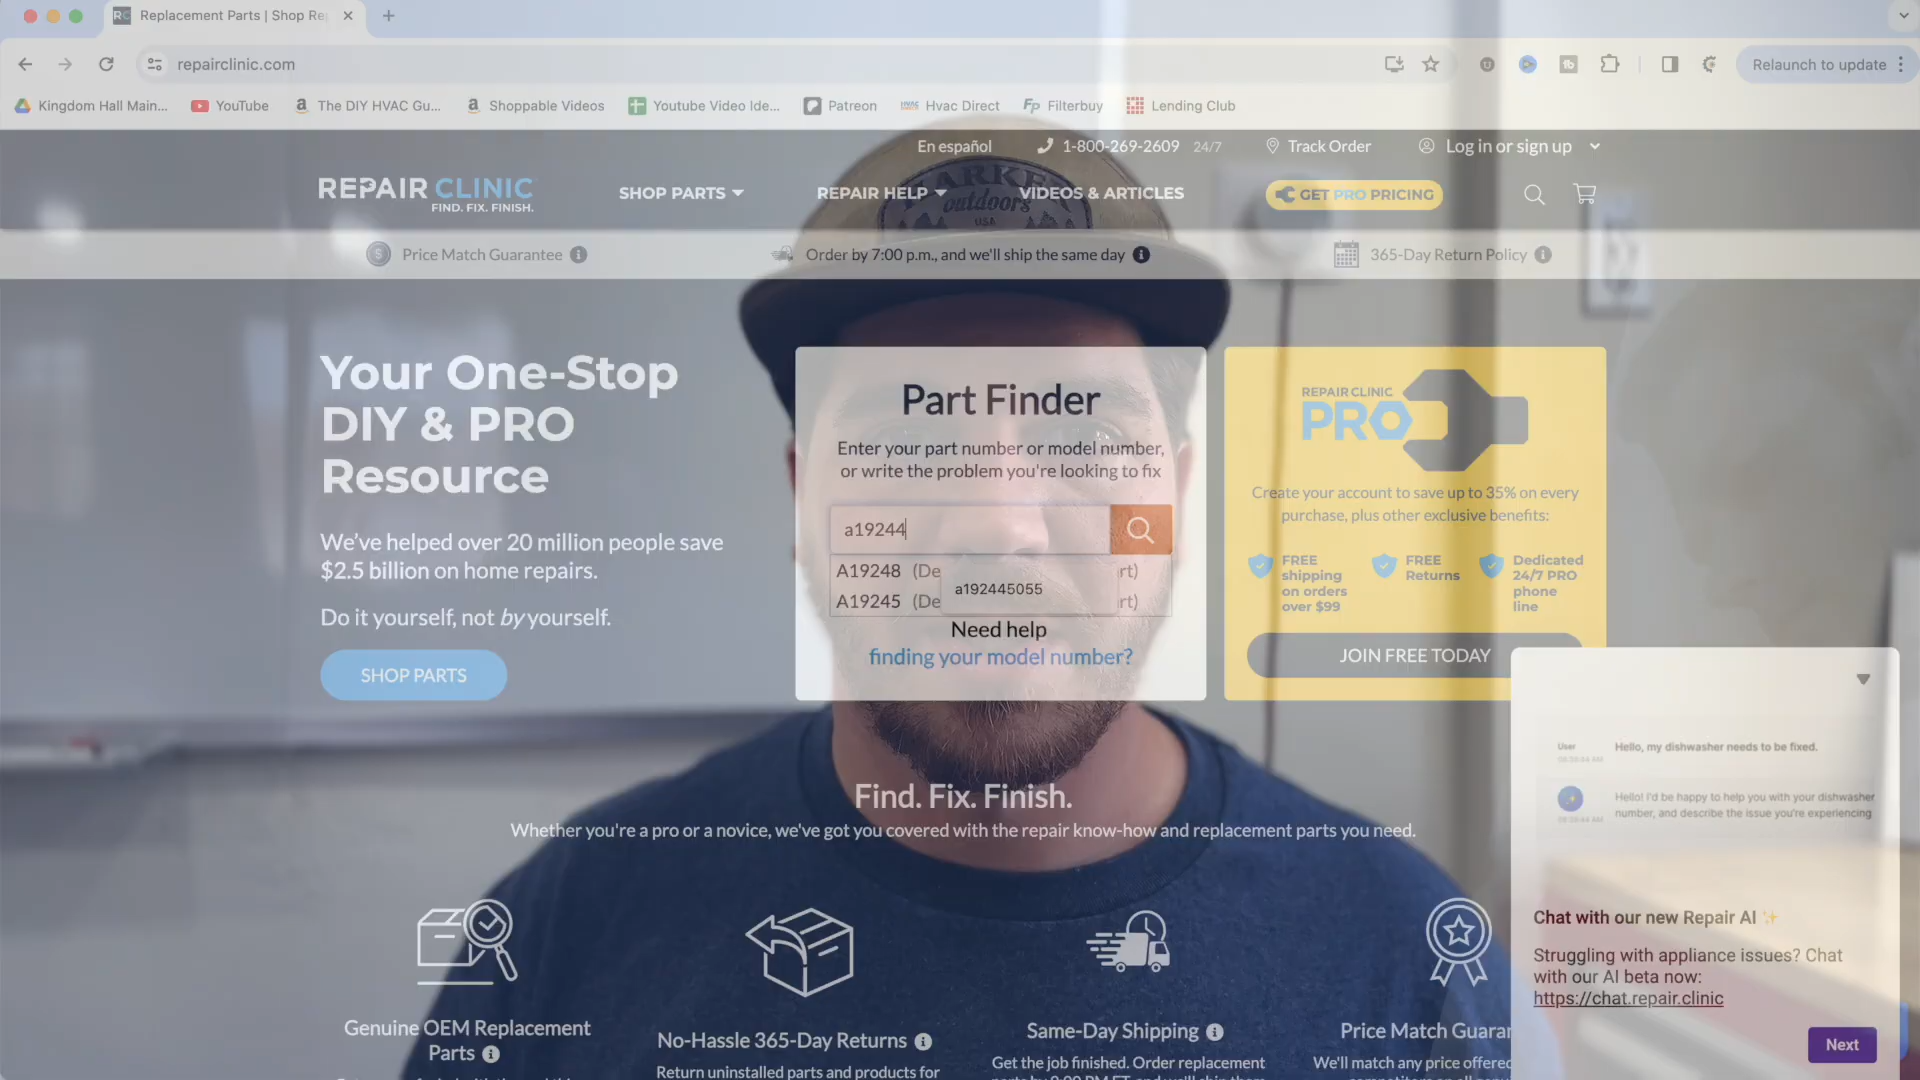 Replacement Parts | Shop Re
repairclinic.com
Relaunch to update
Kingdom Hall Main...
YouTube
The DIY HVAC Gu...
Shoppable Videos
Youtube Video Ide...
Patreon
Hvac Direct
Filterbuy
Lending Club
En español
1-800-269-2609 24/7
Track Order
Log in or sign up
REPAIR CLINIC
FIND. FIX. FINISH.
SHOP PARTS
REPAIR HELP
VIDEOS & ARTICLES
GET PRO PRICING
outdoors
USA
Price Match Guarantee
Order by 7:00 p.m., and we'll ship the same day
365-Day Return Policy
Your One-Stop
DIY & PRO
Resource
We've helped over 20 million people save
$2.5 billion on home repairs.
Do it yourself, not by yourself.
SHOP PARTS
Part Finder
Enter your part number or model number,
or write the problem you're looking to fix
a19244
A19248 (De
rt)
a192445055
A19245 (De
rt)
Need help
finding your model number?
REPAIR CLINIC
PRO
Create your account to save up to 35% on every
purchase, plus other exclusive benefits:
FREE
shipping
on orders
over $99
FREE
Returns
Dedicated
24/7 PRO
phone
line
JOIN FREE TODAY
Find. Fix. Finish.
Whether you're a pro or a novice, we've got you covered with the repair know-how and replacement parts you need.
Genuine OEM Replacement
Parts
No-Hassle 365-Day Returns
Return uninstalled parts and products for
Same-Day Shipping
Get the job finished. Order replacement
Price Match Guarar
We'll match any price offered
User
Hello, my dishwasher needs to be fixed.
Hello! I'd be happy to help you with your dishwasher
number, and describe the issue you're experiencing
Chat with our new Repair AI
Struggling with appliance issues? Chat
with our AI beta now:
https://chat.repair.clinic
Next